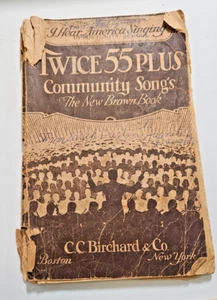 I Hear America Singing
TWICE 55 PLUS
Community Songs
The New Brown Book
C.C. Birchard & Co.
Boston New York